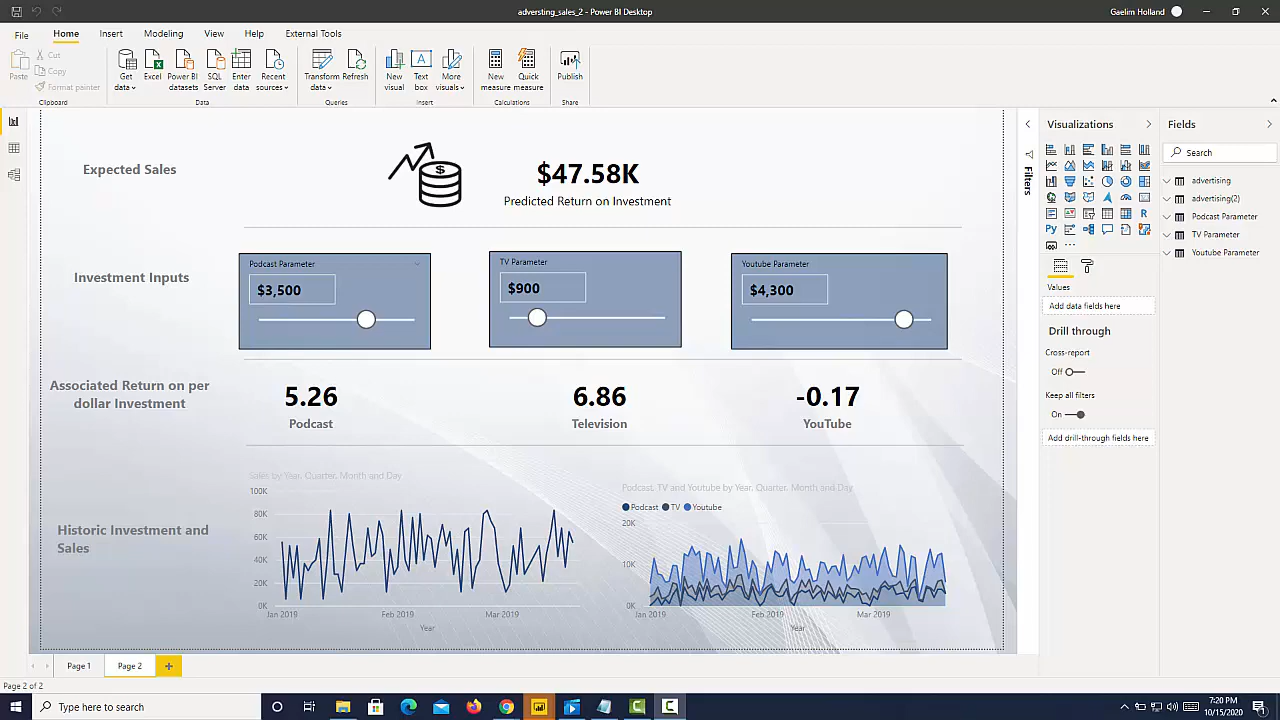 adversting_sales_2 - Power BI Desktop
Gaelim Holland
File Home Insert Modeling View Help External Tools
Paste
Cut
Copy
Format painter
Clipboard
Get data
Excel
Power BI datasets
SQL Server
Enter data
Recent sources
Data
Transform data
Refresh
Queries
New visual
Text box
More visuals
Insert
New measure
Quick measure
Calculations
Publish
Share
Expected Sales
$
$47.58K
Predicted Return on Investment
Investment Inputs
Podcast Parameter
$3,500
TV Parameter
$900
Youtube Parameter
$4,300
Associated Return on per
dollar Investment
5.26
Podcast
6.86
Television
-0.17
YouTube
Historic Investment and
Sales
Sales by Year, Quarter, Month and Day
100K
80K
60K
40K
20K
0K
Jan 2019 Feb 2019 Mar 2019
Year
Podcast, TV and Youtube by Year, Quarter, Month and Day
Podcast TV Youtube
20K
10K
0K
Jan 2019 Feb 2019 Mar 2019
Year
Filters
Visualizations
R
Py
Values
Add data fields here
Drill through
Cross-report
Off
Keep all filters
On
Add drill-through fields here
Fields
Search
advertising
advertising(2)
Podcast Parameter
TV Parameter
Youtube Parameter
Page 1 Page 2 +
Page 2 of 2
Type here to search
7:20 PM
10/15/2020